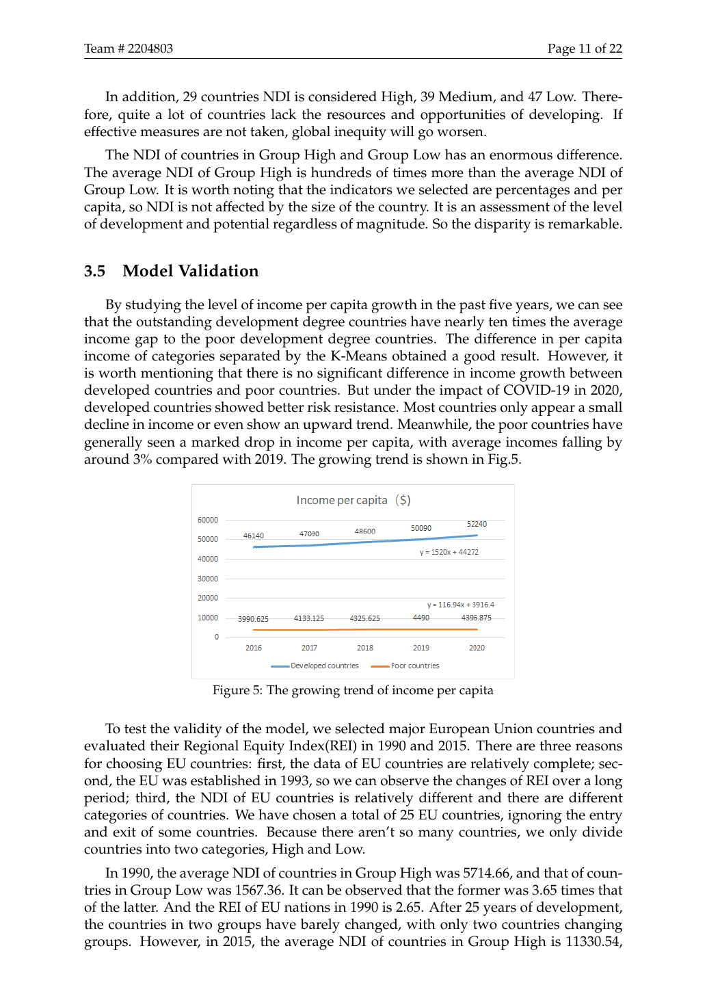 Team # 2204803 Page 11 of 22
In addition, 29 countries NDI is considered High, 39 Medium, and 47 Low. There-
fore, quite a lot of countries lack the resources and opportunities of developing. If
effective measures are not taken, global inequity will go worsen.
The NDI of countries in Group High and Group Low has an enormous difference.
The average NDI of Group High is hundreds of times more than the average NDI of
Group Low. It is worth noting that the indicators we selected are percentages and per
capita, so NDI is not affected by the size of the country. It is an assessment of the level
of development and potential regardless of magnitude. So the disparity is remarkable.
3.5 Model Validation
By studying the level of income per capita growth in the past five years, we can see
that the outstanding development degree countries have nearly ten times the average
income gap to the poor development degree countries. The difference in per capita
income of categories separated by the K-Means obtained a good result. However, it
is worth mentioning that there is no significant difference in income growth between
developed countries and poor countries. But under the impact of COVID-19 in 2020,
developed countries showed better risk resistance. Most countries only appear a small
decline in income or even show an upward trend. Meanwhile, the poor countries have
generally seen a marked drop in income per capita, with average incomes falling by
around 3% compared with 2019. The growing trend is shown in Fig.5.
Income per capita（$)
60000
46140 47090 48600 50090 52240
50000
y = 1520x + 44272
40000
30000
20000
y = 116.94x + 3916.4
10000
3990.625 4133.125 4325.625 4490 4396.875
0
2016 2017 2018 2019 2020
Developed countries Poor countries
Figure 5: The growing trend of income per capita
To test the validity of the model, we selected major European Union countries and
evaluated their Regional Equity Index(REI) in 1990 and 2015. There are three reasons
for choosing EU countries: first, the data of EU countries are relatively complete; sec-
ond, the EU was established in 1993, so we can observe the changes of REI over a long
period; third, the NDI of EU countries is relatively different and there are different
categories of countries. We have chosen a total of 25 EU countries, ignoring the entry
and exit of some countries. Because there aren't so many countries, we only divide
countries into two categories, High and Low.
In 1990, the average NDI of countries in Group High was 5714.66, and that of coun-
tries in Group Low was 1567.36. It can be observed that the former was 3.65 times that
of the latter. And the REI of EU nations in 1990 is 2.65. After 25 years of development,
the countries in two groups have barely changed, with only two countries changing
groups. However, in 2015, the average NDI of countries in Group High is 11330.54,